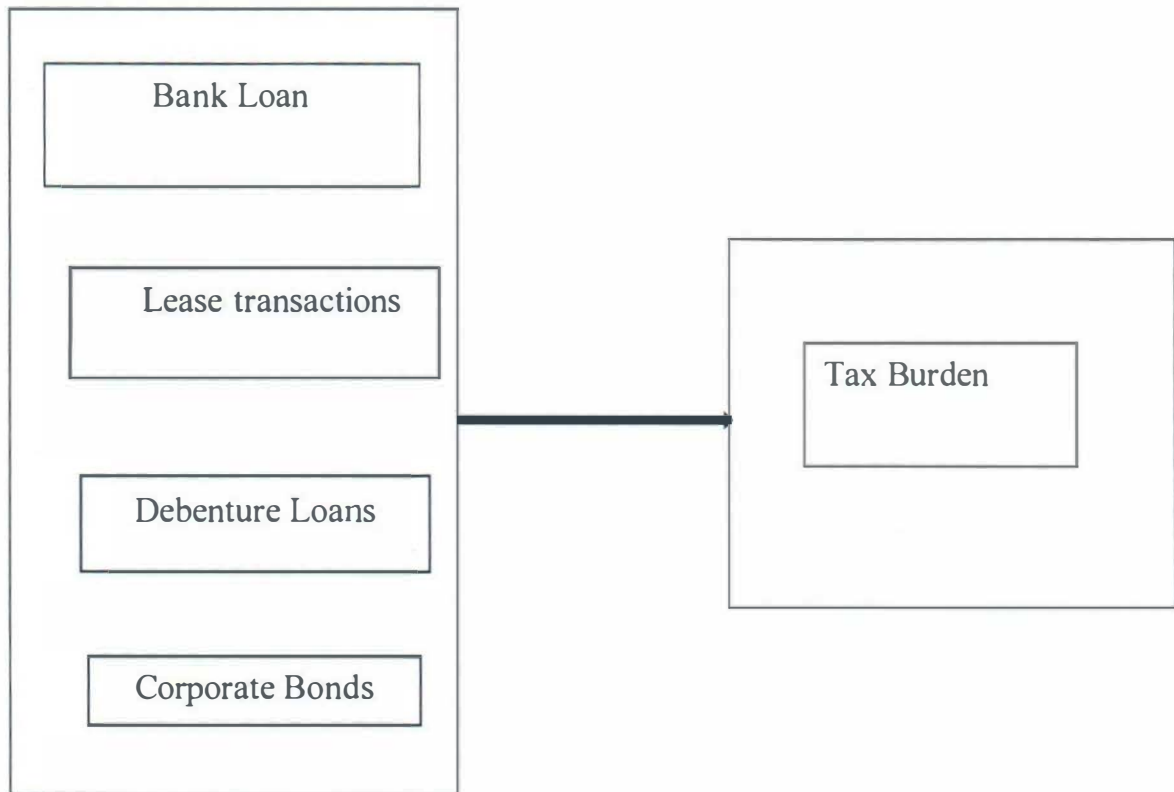 Bank Loan
Lease transactions
Tax Burden
Debenture Loans
Corporate Bonds